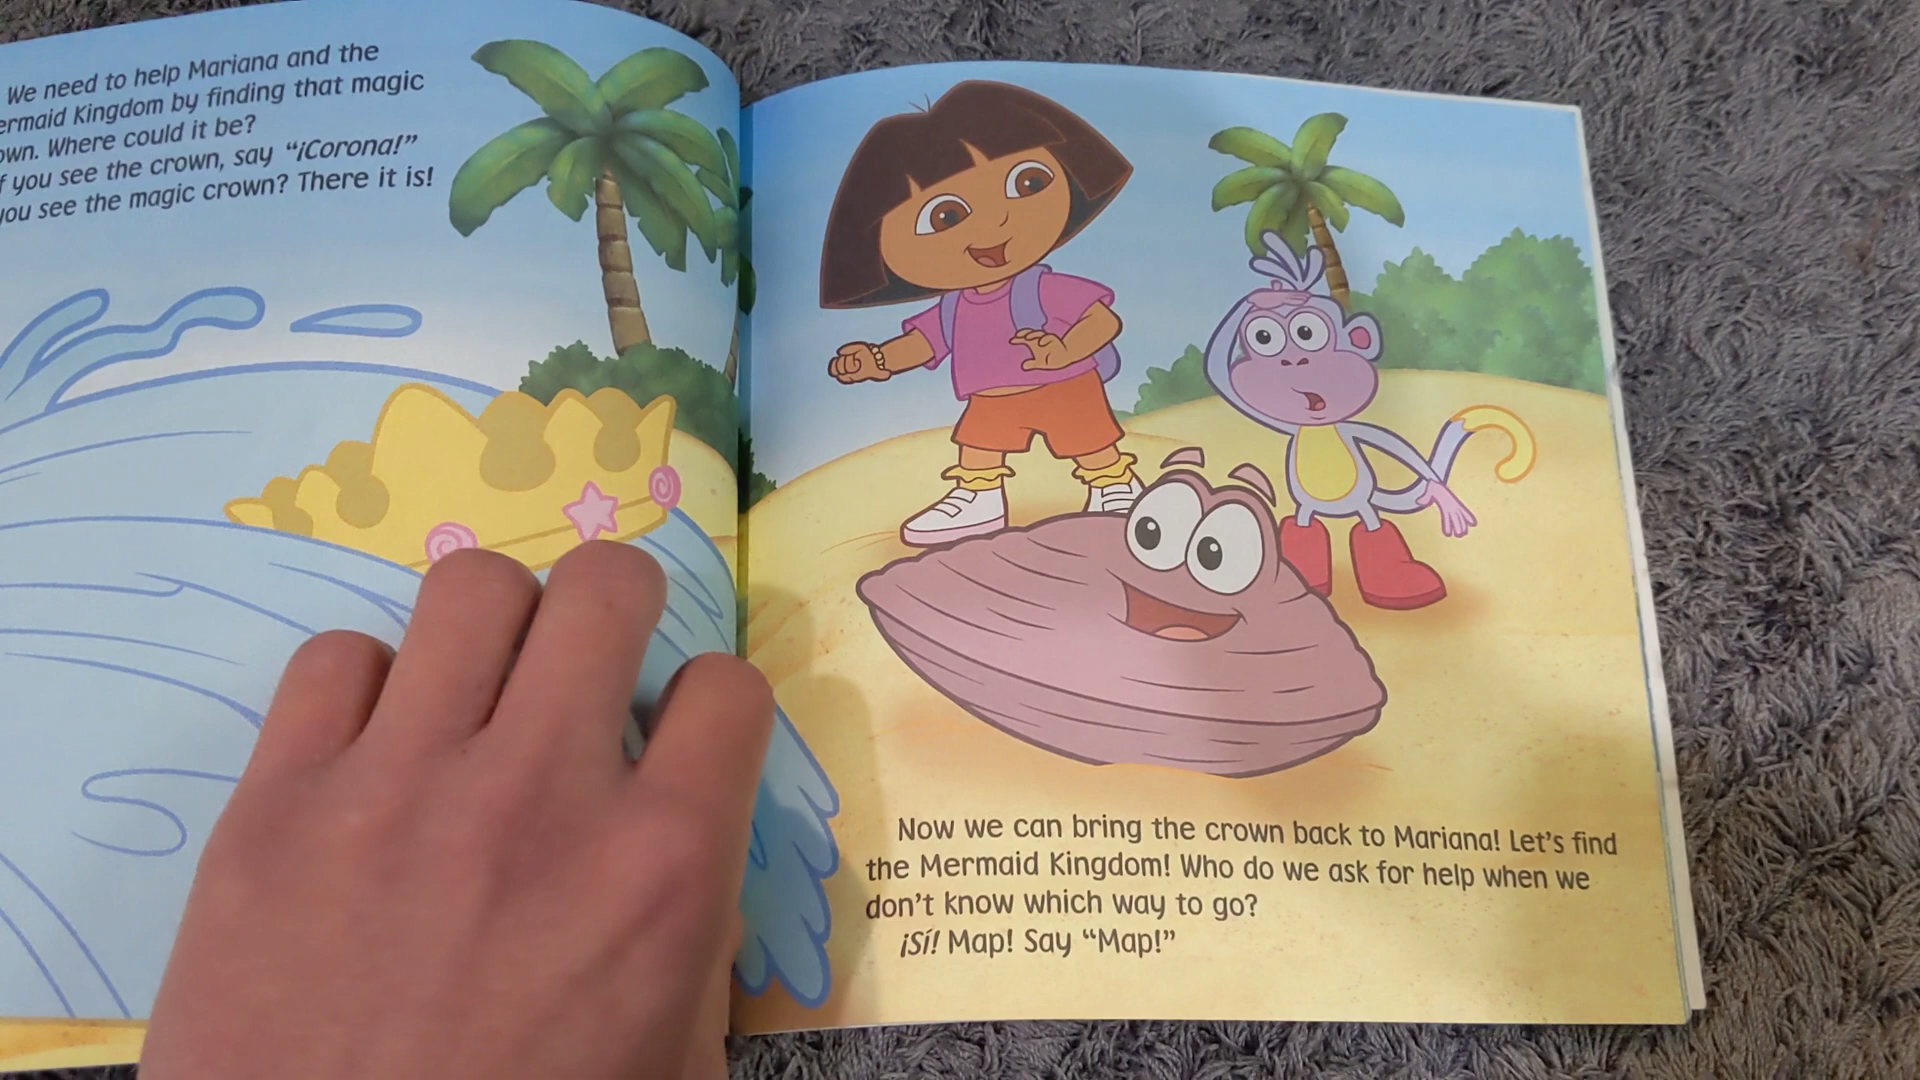 We need to help Mariana and the
Kingdom by finding that magic
Where could it be?
you see the crown, say “¡Corona!”
you see the magic crown? There it is!
Now we can bring the crown back to Mariana! Let’s find
the Mermaid Kingdom! Who do we ask for help when we
don’t know which way to go?
¡Sí! Map! Say “Map!”